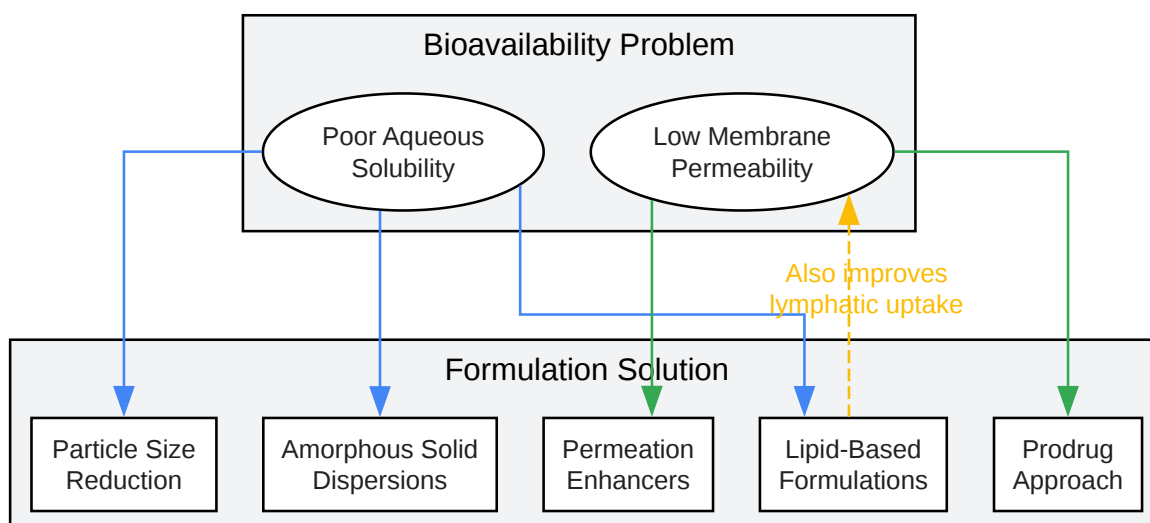 Bioavailability Problem
Poor Aqueous
Solubility
Low Membrane
Permeability
Also improves
lymphatic uptake
Formulation Solution
Particle Size
Reduction
Amorphous Solid
Dispersions
Permeation
Enhancers
Lipid-Based
Formulations
Prodrug
Approach